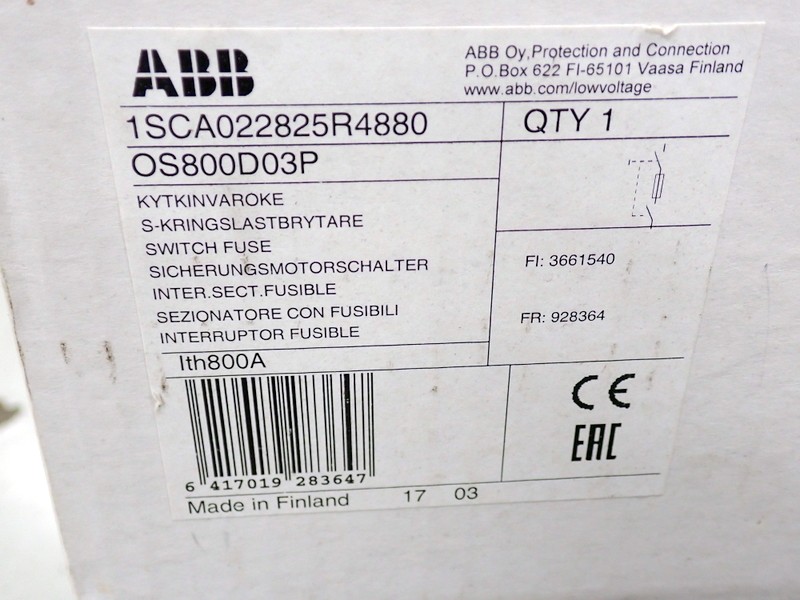 ABB
ABB Oy,Protection and Connection
P.O.Box 622 FI-65101 Vaasa Finland
www.abb.com/lowvoltage
1SCA022825R4880
QTY 1
OS800D03P
KYTKINVAROKE
S-KRINGSLASTBRYTARE
SWITCH FUSE
SICHERUNGSMOTORSCHALTER
INTER.SECT.FUSIBLE
SEZIONATORE CON FUSIBILI
INTERRUPTOR FUSIBLE
FI: 3661540
FR: 928364
Ith800A
CE
EAC
6 417019 283647
Made in Finland 17 03